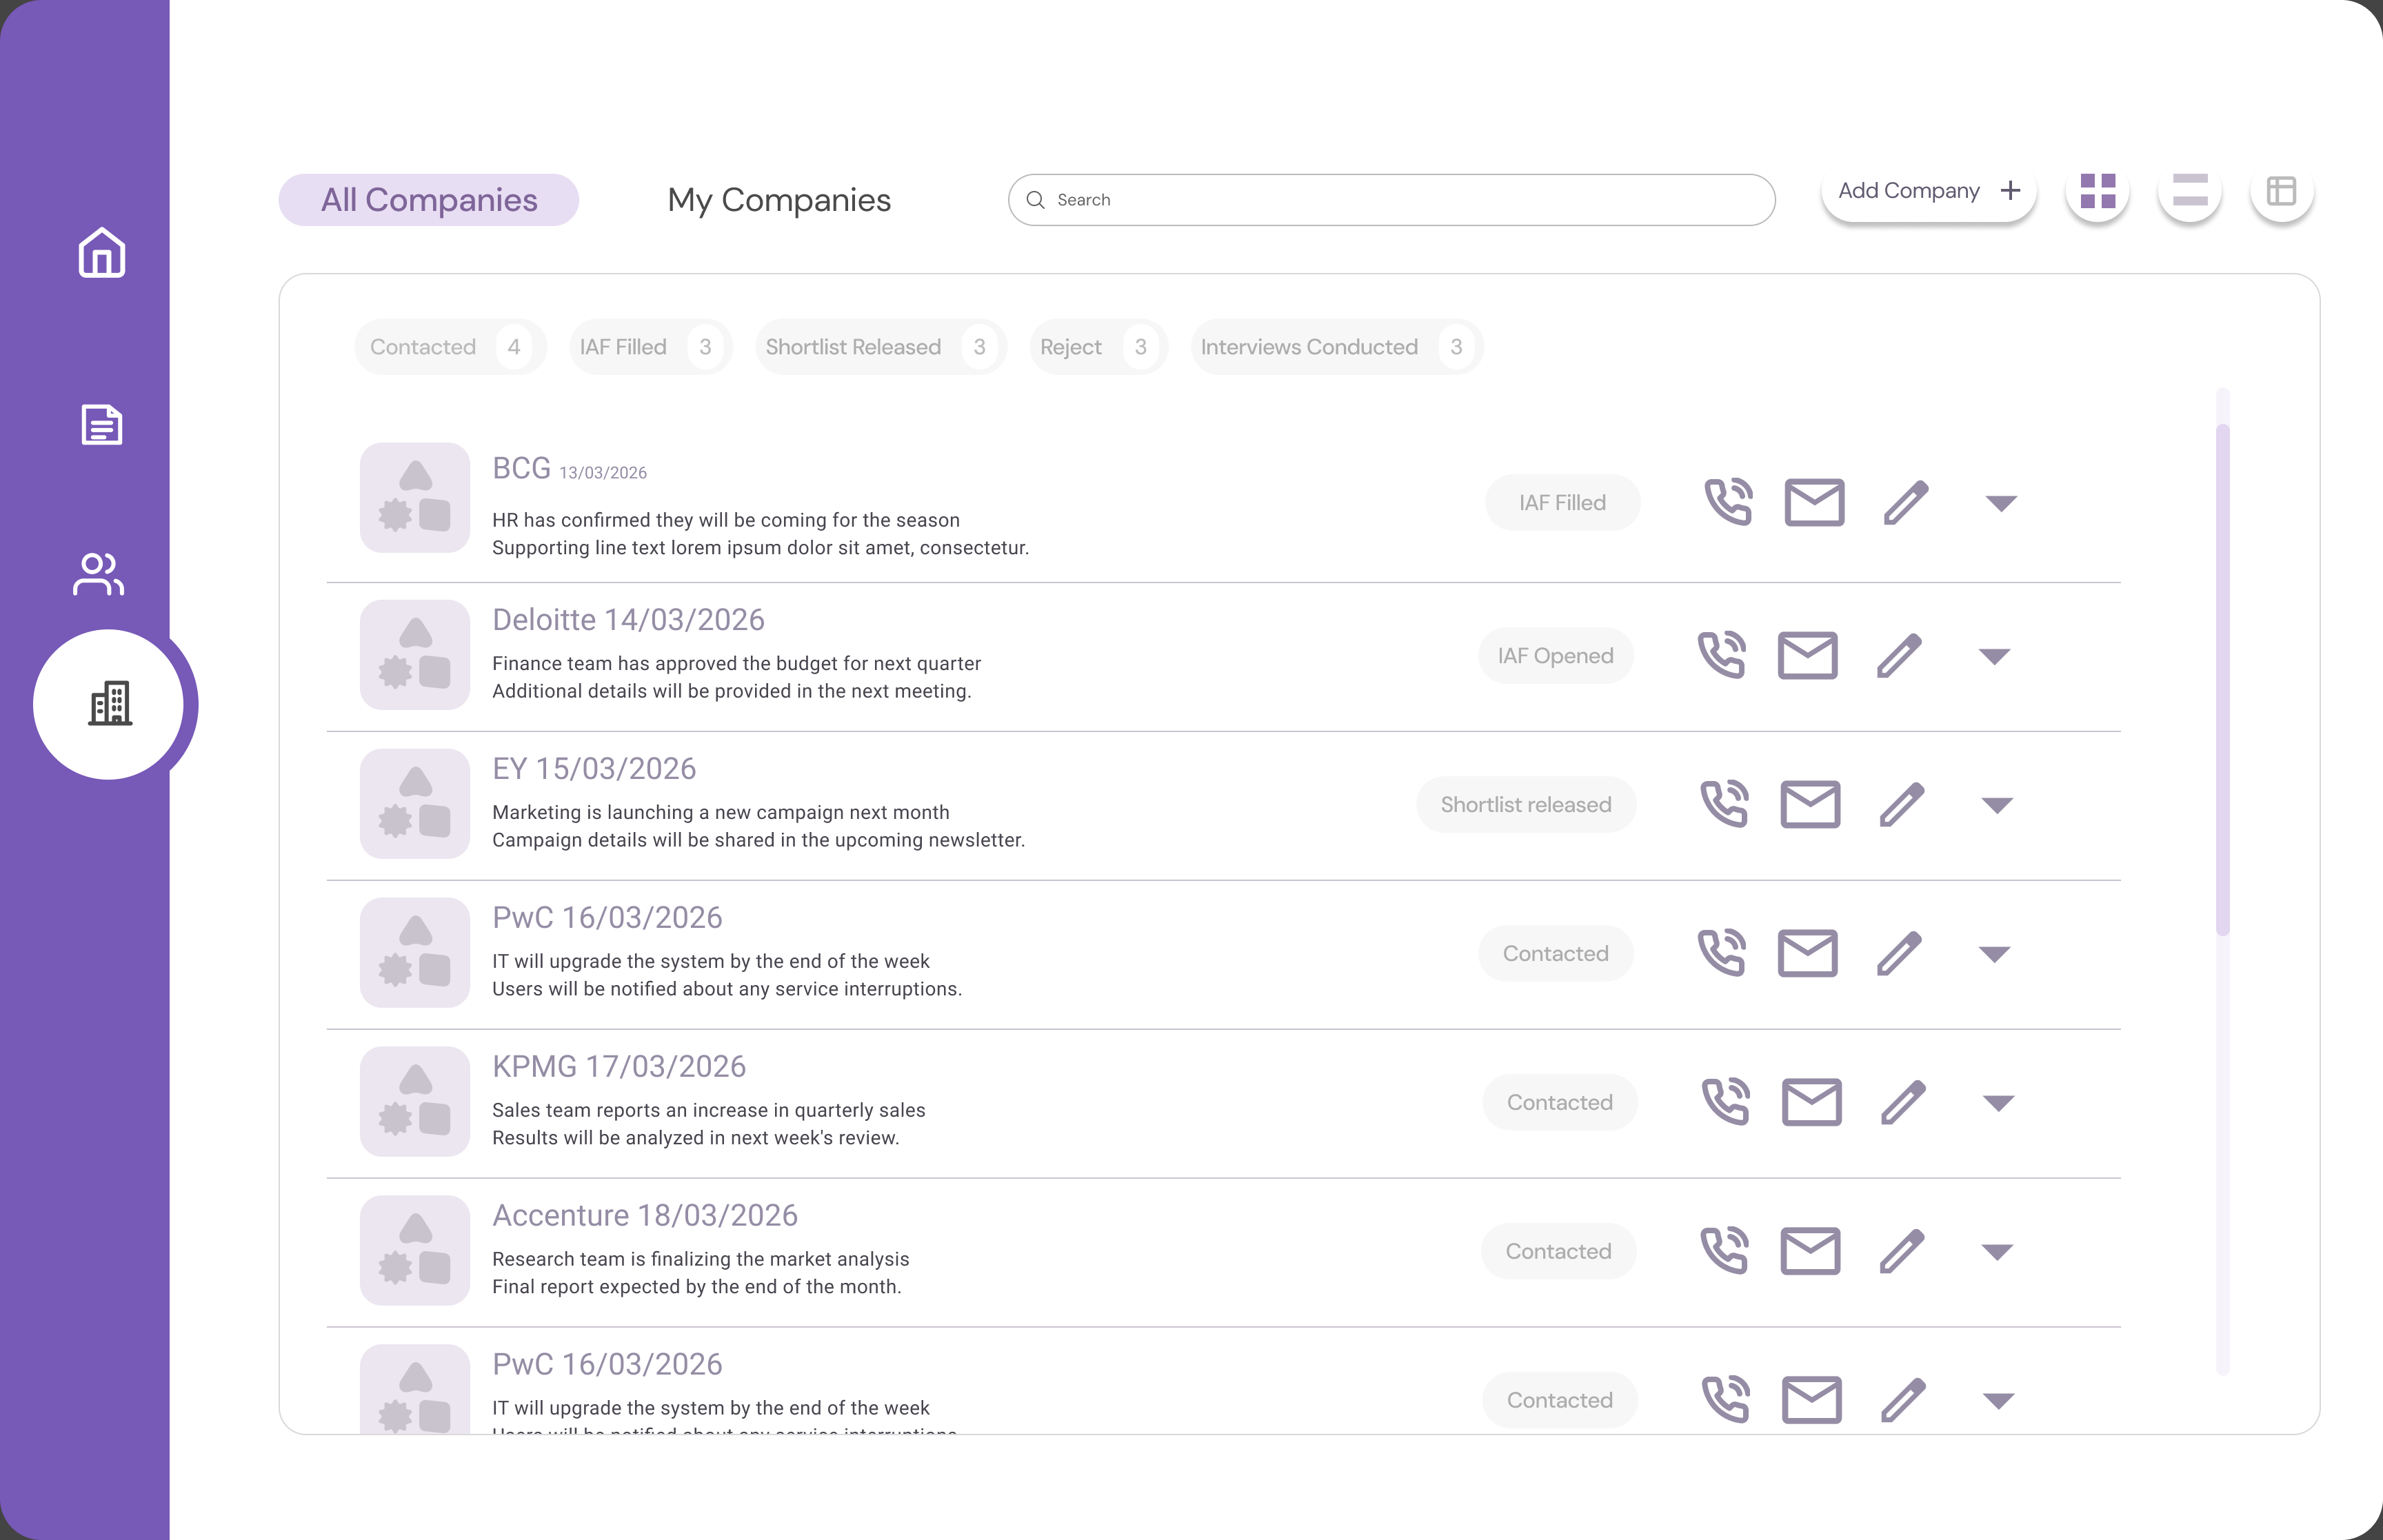 All Companies
My Companies
Search
Add Company +
Contacted 4
IAF Filled 3
Shortlist Released 3
Reject 3
Interviews Conducted 3
BCG 13/03/2026
HR has confirmed they will be coming for the season
Supporting line text lorem ipsum dolor sit amet, consectetur.
IAF Filled
Deloitte 14/03/2026
Finance team has approved the budget for next quarter
Additional details will be provided in the next meeting.
IAF Opened
EY 15/03/2026
Marketing is launching a new campaign next month
Campaign details will be shared in the upcoming newsletter.
Shortlist released
PwC 16/03/2026
IT will upgrade the system by the end of the week
Users will be notified about any service interruptions.
Contacted
KPMG 17/03/2026
Sales team reports an increase in quarterly sales
Results will be analyzed in next week's review.
Contacted
Accenture 18/03/2026
Research team is finalizing the market analysis
Final report expected by the end of the month.
Contacted
PwC 16/03/2026
IT will upgrade the system by the end of the week
Users will be notified about any service interruptions.
Contacted